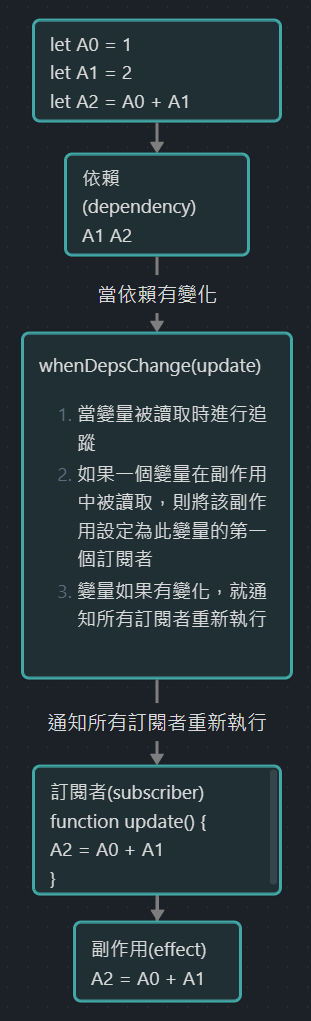 let A0 = 1
let A1 = 2
let A2 = A0 + A1
依賴
(dependency)
A1 A2
當依賴有變化
whenDepsChange(update)
1. 當變量被讀取時進行追
蹤
2. 如果一個變量在副作用
中被讀取，則將該副作
用設定為此變量的第一
個訂閱者
3. 變量如果有變化，就通
知所有訂閱者重新執行
通知所有訂閱者重新執行
訂閱者(subscriber)
function update() {
A2 = A0 + A1
}
副作用(effect)
A2 = A0 + A1